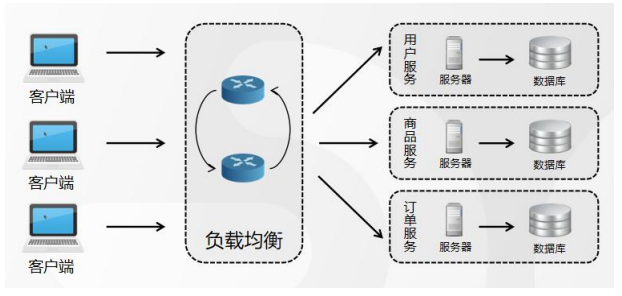 客户端
客户端
客户端
负载均衡
用户服务
服务器
数据库
商品服务
服务器
数据库
订单服务
服务器
数据库